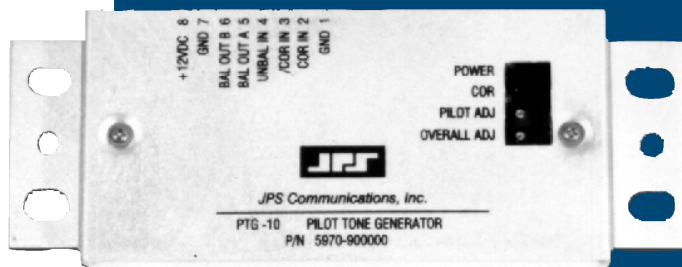 +12VDC 8
GND 7
BAL OUT B 6
BAL OUT A 5
UNBAL IN 4
/COR IN 3
COR IN 2
GND 1
POWER
COR
PILOT ADJ
OVERALL ADJ
JPS
JPS Communications, Inc.
PTG -10 PILOT TONE GENERATOR
P/N 5970-900000